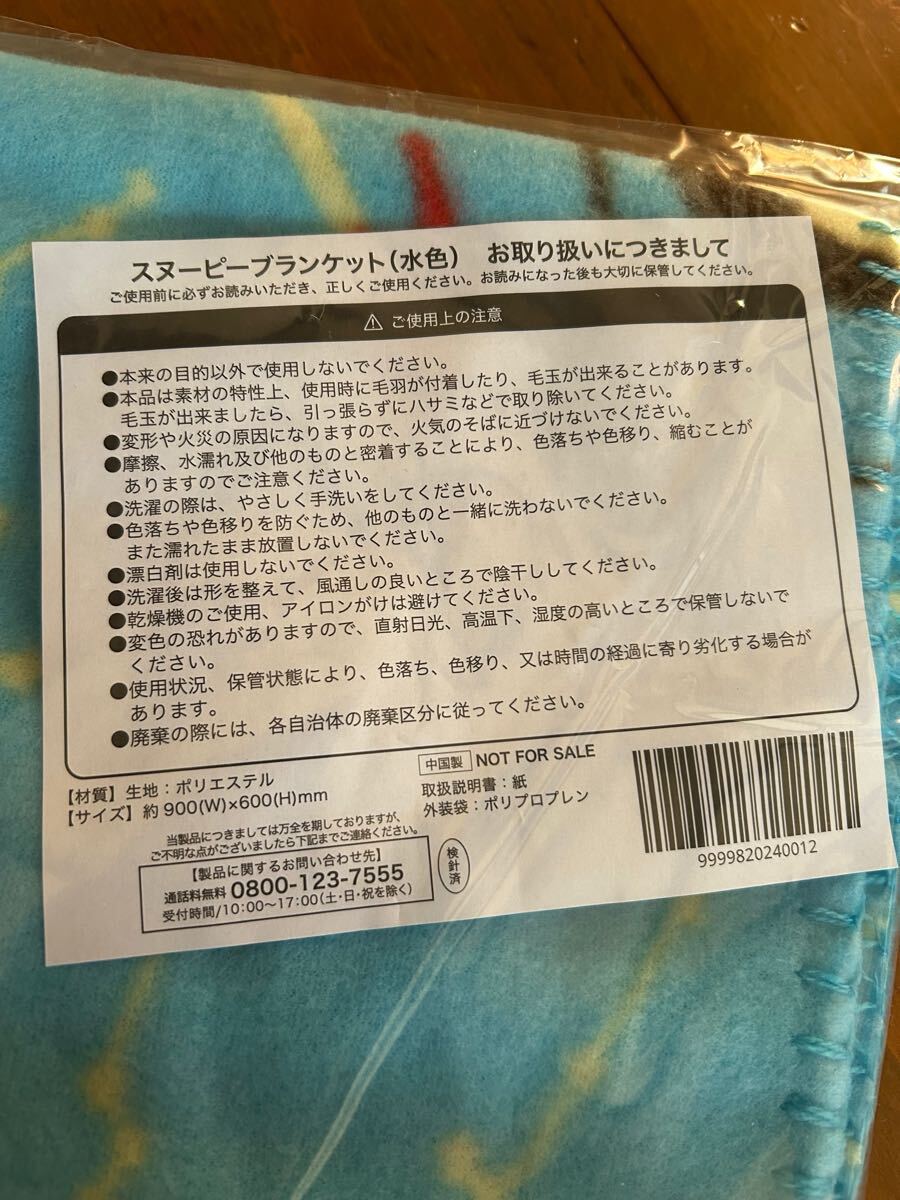 スヌーピーブランケット（水色）　お取り扱いにつきまして
ご使用前に必ずお読みいただき、正しくご使用ください。お読みになった後も大切に保管してください。
⚠ ご使用上の注意
●本来の目的以外で使用しないでください。
●本品は素材の特性上、使用時に毛羽が付着したり、毛玉が出来ることがあります。
毛玉が出来ましたら、引っ張らずにハサミなどで取り除いてください。
●変形や火災の原因になりますので、火気のそばに近づけないでください。
●摩擦、水濡れ及び他のものと密着することにより、色落ちや色移り、縮むことが
ありますのでご注意ください。
●洗濯の際は、やさしく手洗いをしてください。
●色落ちや色移りを防ぐため、他のものと一緒に洗わないでください。
また濡れたまま放置しないでください。
●漂白剤は使用しないでください。
●洗濯後は形を整えて、風通しの良いところで陰干ししてください。
●乾燥機のご使用、アイロンがけは避けてください。
●変色の恐れがありますので、直射日光、高温下、湿度の高いところで保管しないで
ください。
●使用状況、保管状態により、色落ち、色移り、又は時間の経過に寄り劣化する場合が
あります。
●廃棄の際には、各自治体の廃棄区分に従ってください。
【材質】生地：ポリエステル
【サイズ】約900(W)×600(H)mm
中国製 NOT FOR SALE
取扱説明書：紙
外装袋：ポリプロプレン
当製品につきましては万全を期しておりますが、
ご不明な点がございましたら下記までご連絡ください。
【製品に関するお問い合わせ先】
通話料無料 0800-123-7555
受付時間/10:00〜17:00（土・日・祝を除く）
検針済
9999820240012